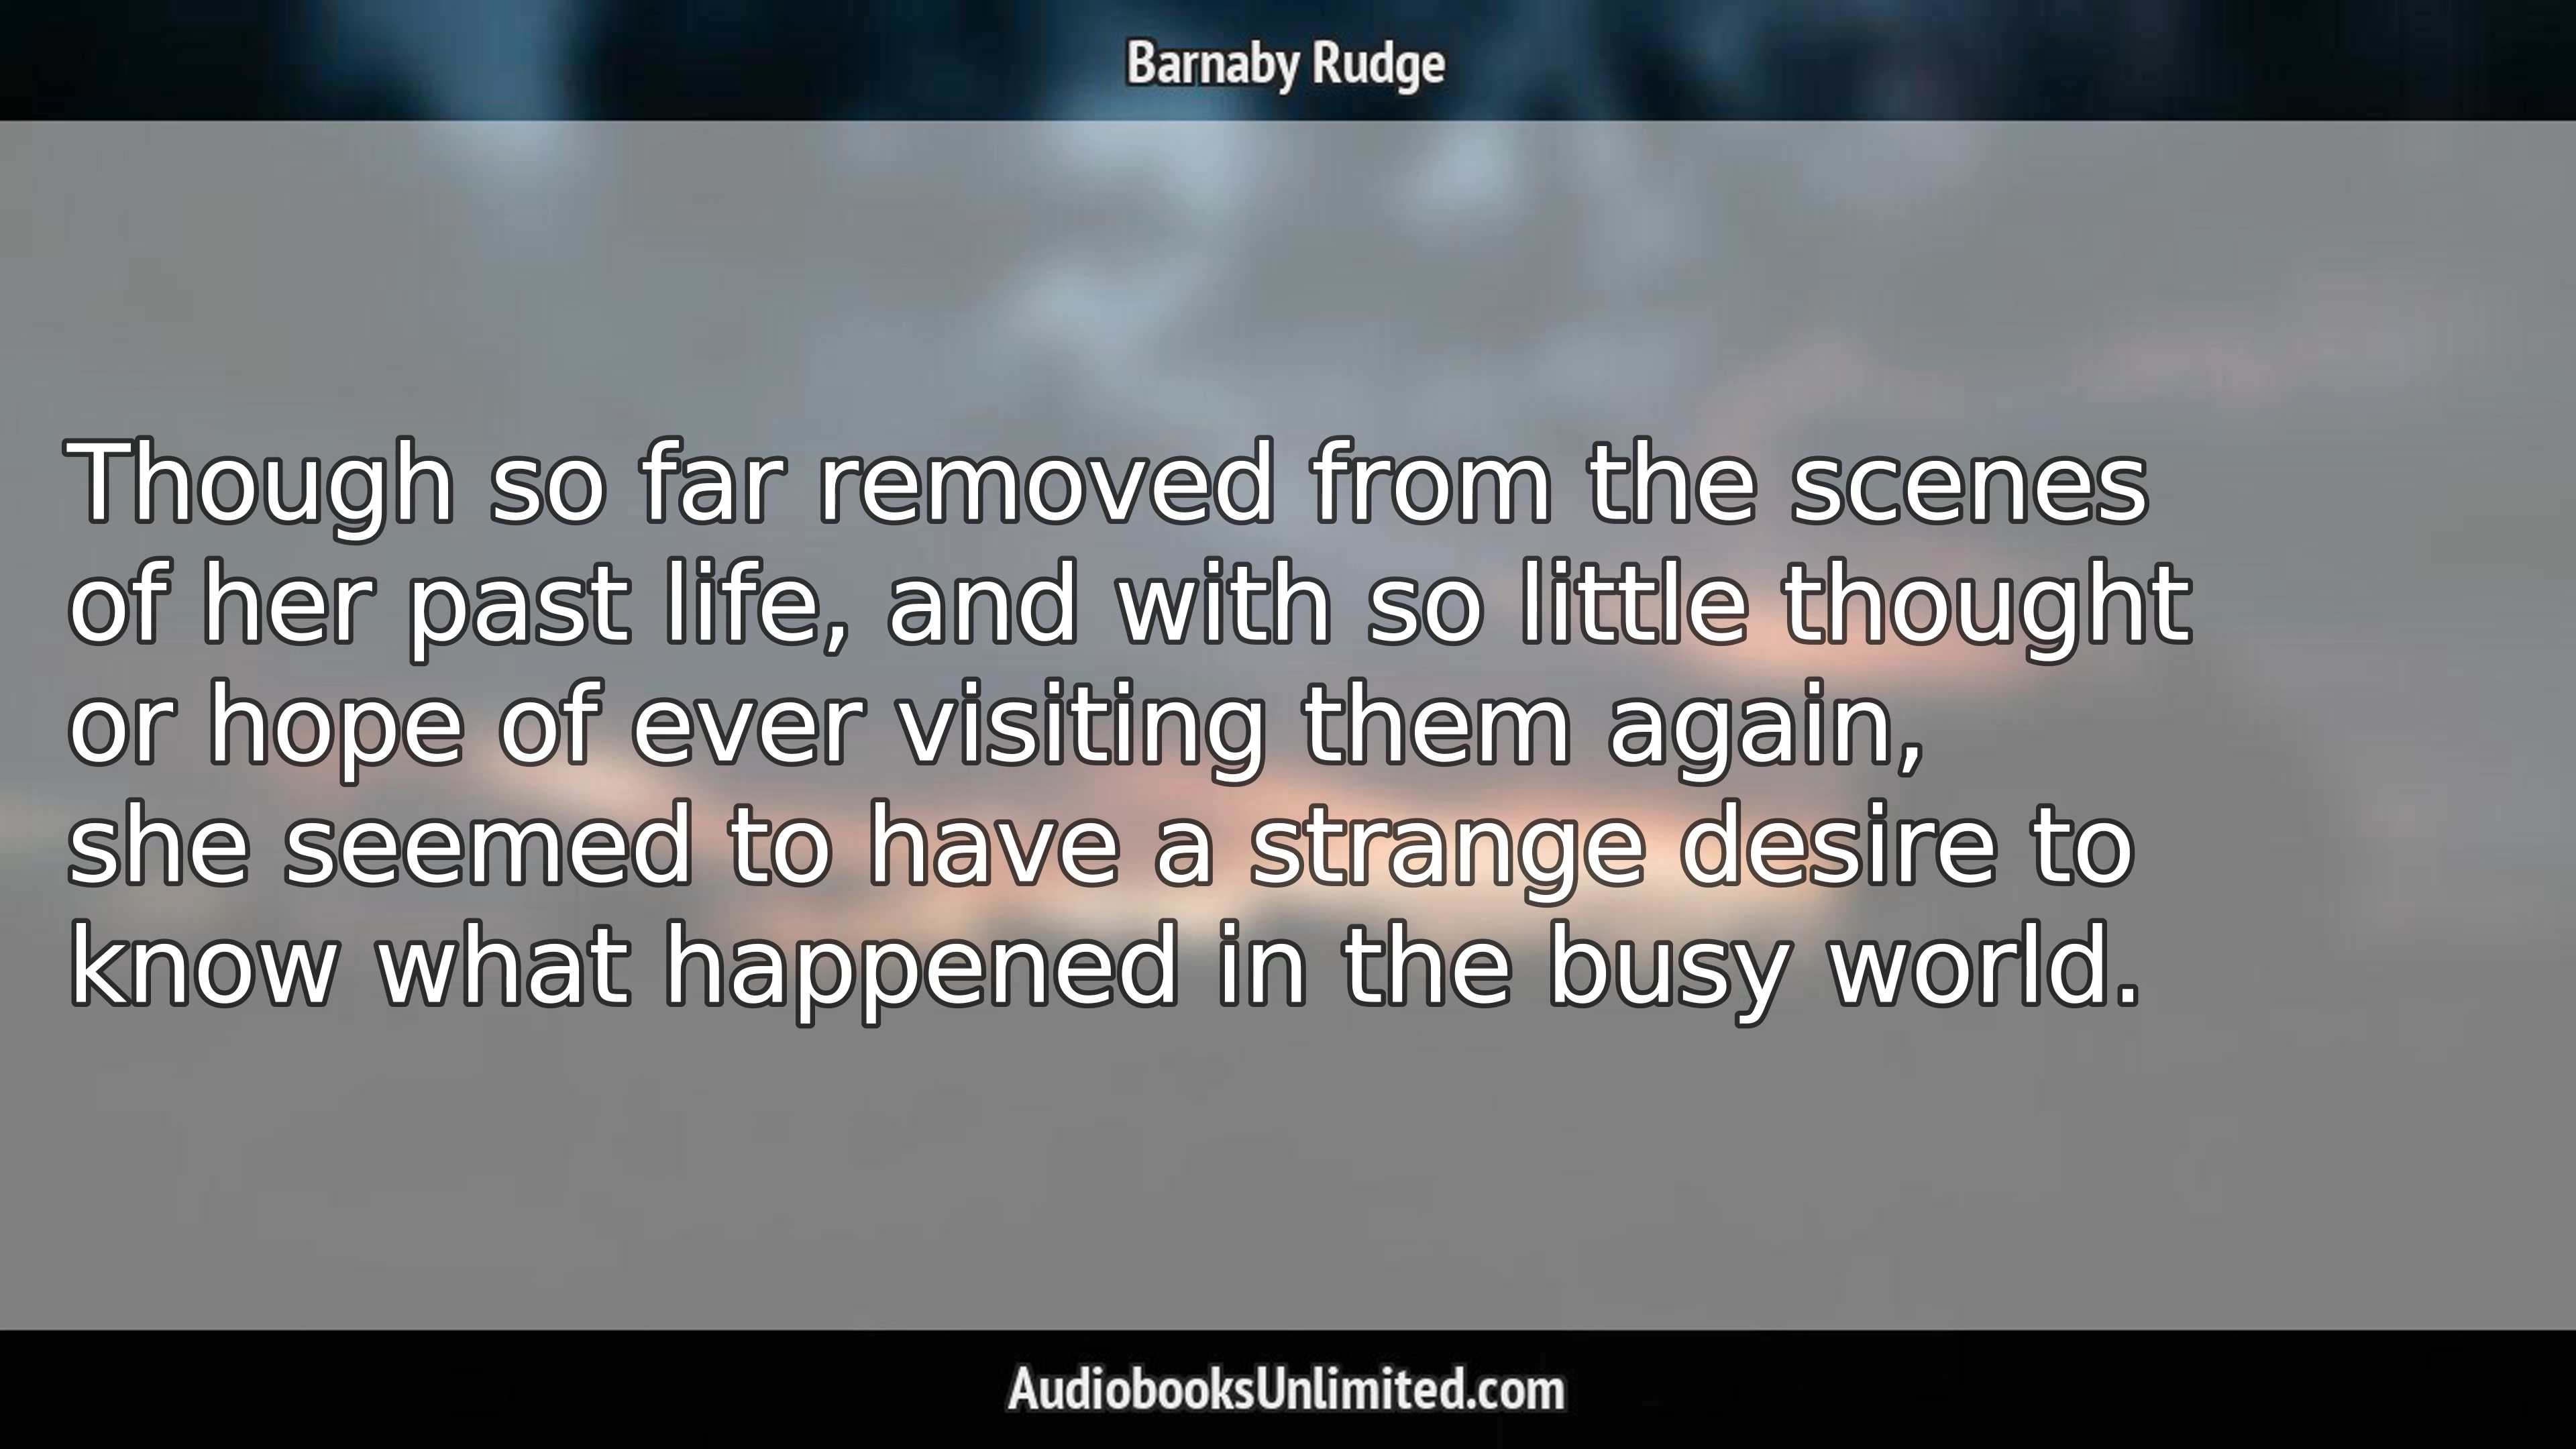 Barnaby Rudge
Though so far removed from the scenes
of her past life, and with so little thought
or hope of ever visiting them again,
she seemed to have a strange desire to
know what happened in the busy world.
AudiobooksUnlimited.com